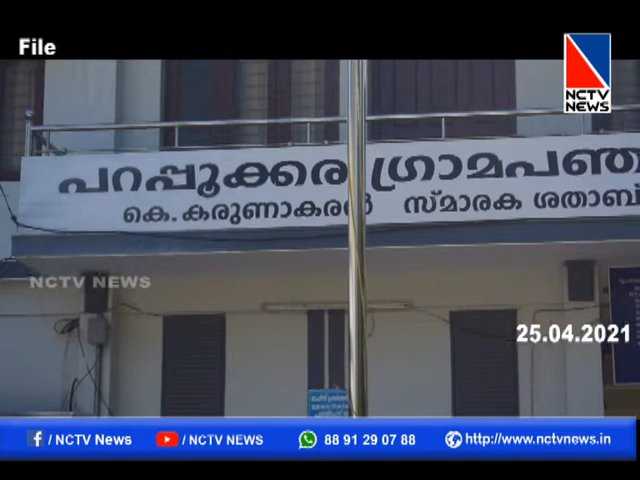 File
NCTV
NEWS
പറപ്പൂക്കര ഗ്രാമപഞ്ച
കെ. കരുണാകരൻ സ്മാരക ശതാബ്
NCTV NEWS
25.04.2021
/ NCTV News
/ NCTV NEWS
88 91 29 07 88
http://www.nctvnews.in